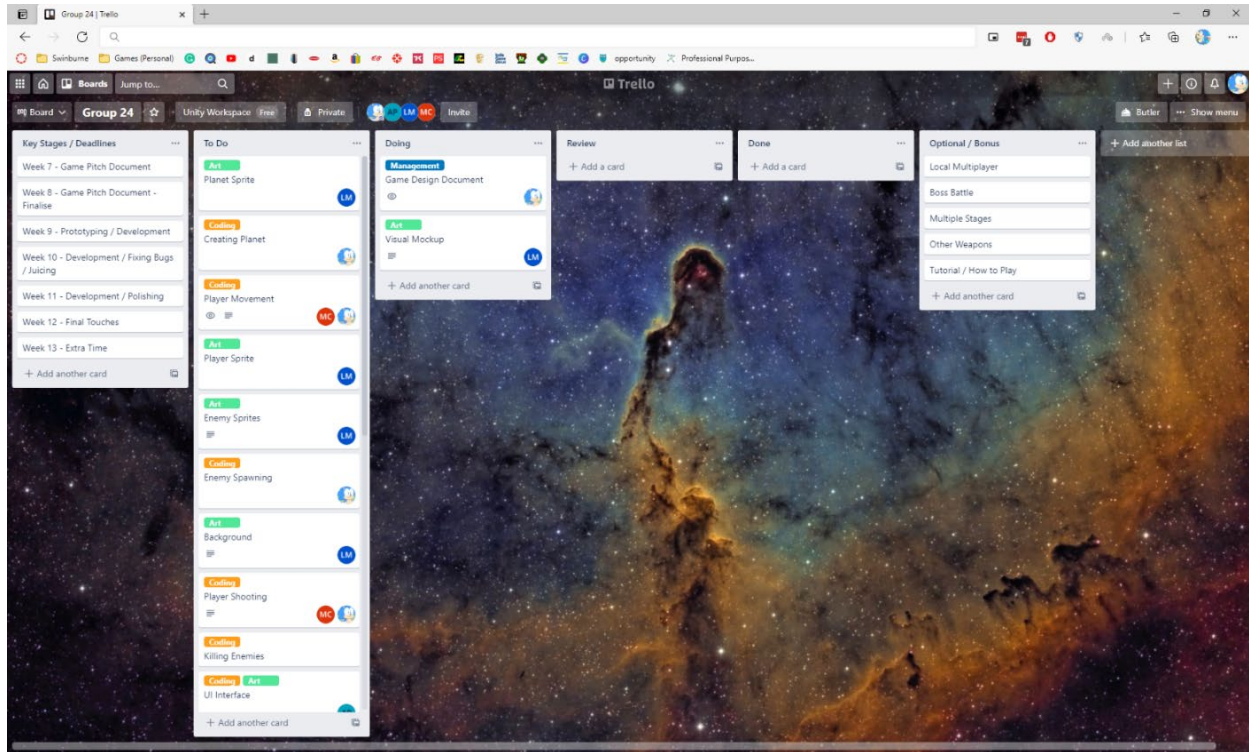 Group 24 | Trello
Swinburne
Games (Personal)
opportunity
Professional Purpos...
Boards
Jump to...
Trello
Board
Group 24
Unity Workspace Free
Private
AP LM MC
Invite
Butler
... Show menu
Key Stages / Deadlines
Week 7 - Game Pitch Document
Week 8 - Game Pitch Document -
Finalise
Week 9 - Prototyping / Development
Week 10 - Development / Fixing Bugs
/ Juicing
Week 11 - Development / Polishing
Week 12 - Final Touches
Week 13 - Extra Time
+ Add another card
To Do
Art
Planet Sprite
LM
Coding
Creating Planet
Coding
Player Movement
MC
Art
Player Sprite
LM
Art
Enemy Sprites
LM
Coding
Enemy Spawning
Art
Background
LM
Coding
Player Shooting
MC
Coding
Killing Enemies
Coding Art
UI Interface
+ Add another card
Doing
Management
Game Design Document
Art
Visual Mockup
LM
+ Add another card
Review
+ Add a card
Done
+ Add a card
Optional / Bonus
Local Multiplayer
Boss Battle
Multiple Stages
Other Weapons
Tutorial / How to Play
+ Add another card
+ Add another list